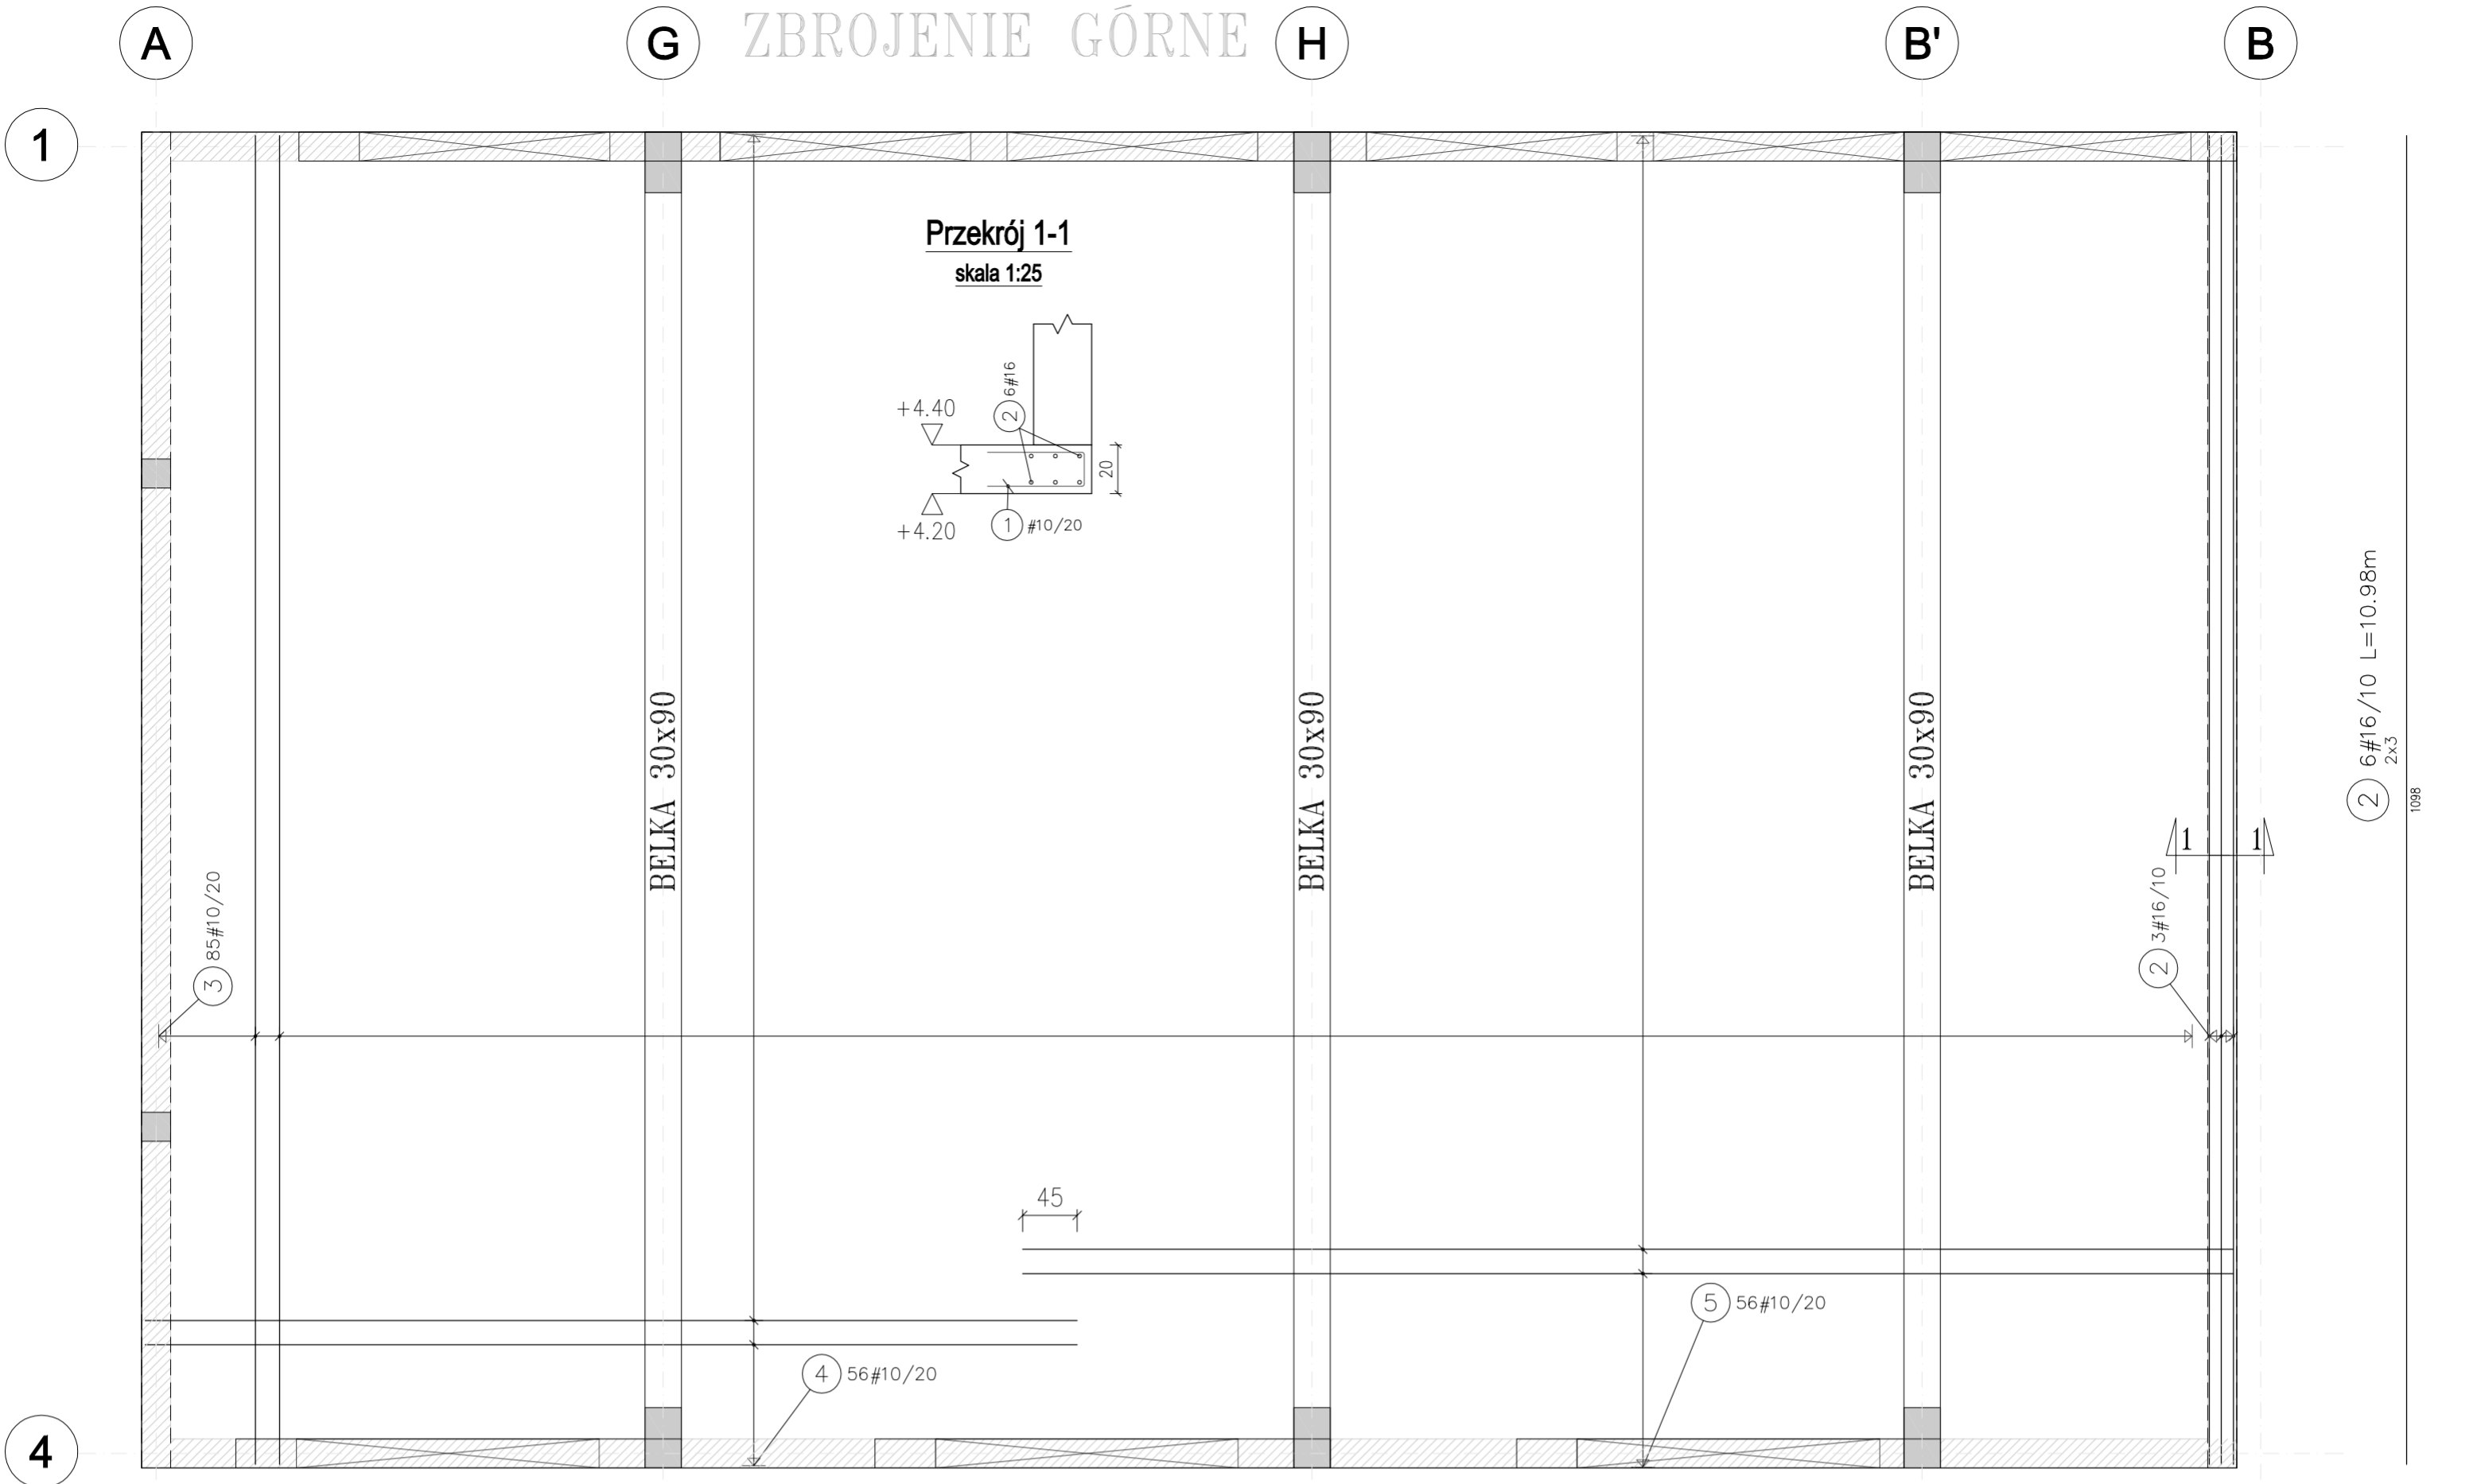 ZBROJENIE GÓRNE
A
G
H
B'
B
1
Przekrój 1-1
skala 1:25
2 6#16
+4.40
20
+4.20
1 #10/20
BELKA 30x90
BELKA 30x90
BELKA 30x90
2 6#16/10 L=10.98m
2x3
1098
1 1
3 85#10/20
2 3#16/10
45
5 56#10/20
4 56#10/20
4